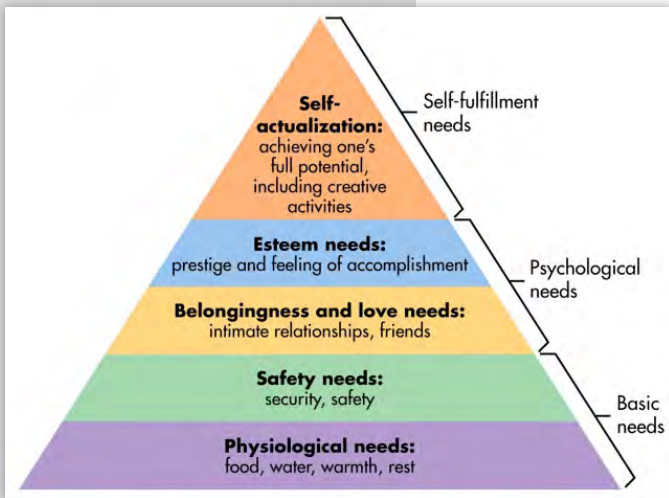 Self-
actualization:
achieving one's
full potential,
including creative
activities
Self-fulfillment
needs
Esteem needs:
prestige and feeling of accomplishment
Psychological
needs
Belongingness and love needs:
intimate relationships, friends
Safety needs:
security, safety
Basic
needs
Physiological needs:
food, water, warmth, rest